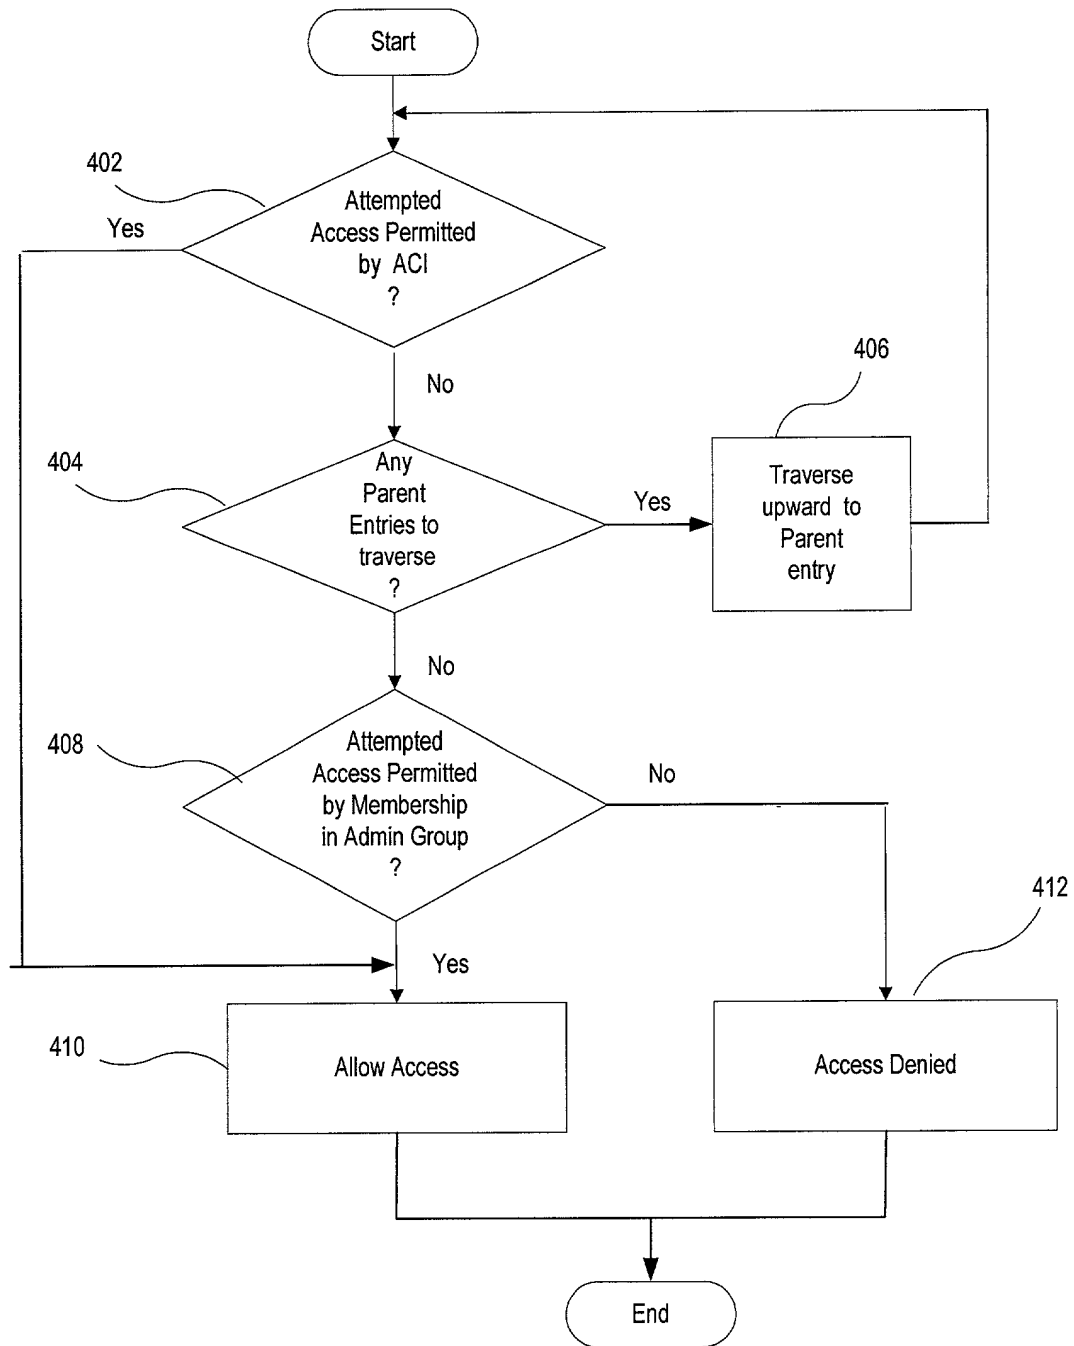 Start
402
Yes
Attempted
Access Permitted
by ACI
?
No
406
404
Any
Parent
Entries to
traverse
?
Yes
Traverse
upward to
Parent
entry
No
408
Attempted
Access Permitted
by Membership
in Admin Group
?
No
412
Yes
410
Allow Access
Access Denied
End